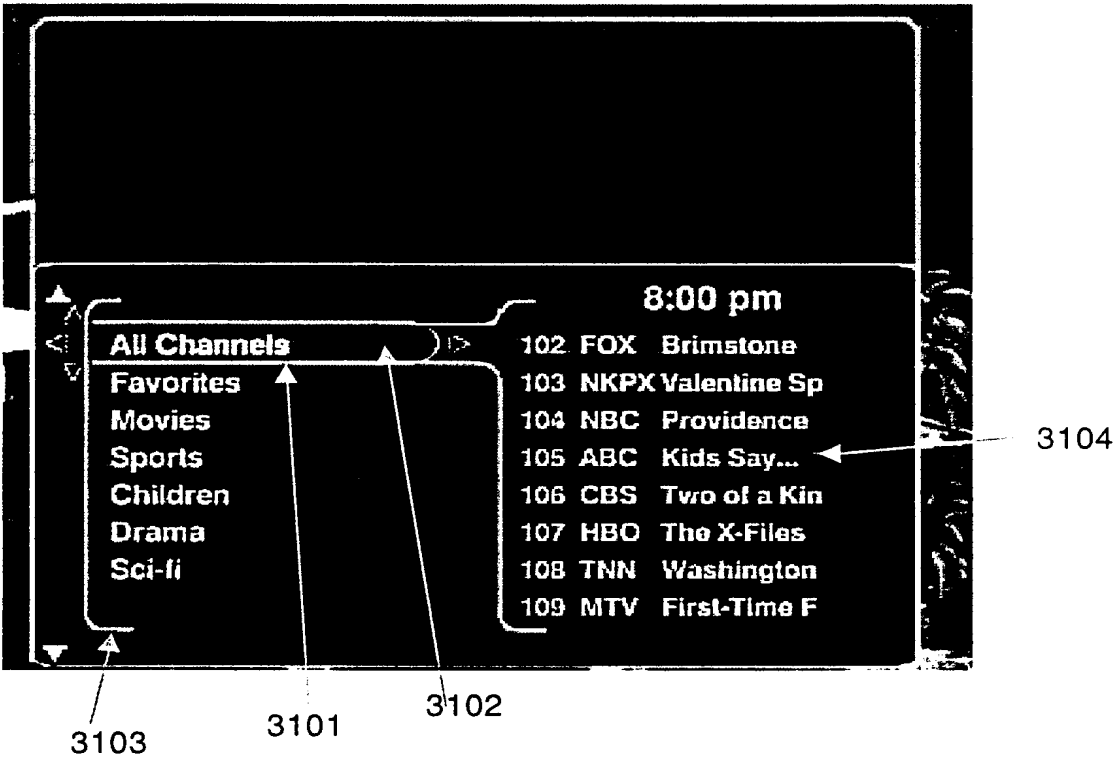 8:00 pm
All Channels
Favorites
Movies
Sports
Children
Drama
Sci-fi
102 FOX Brimstone
103 NKPX Valentine Sp
104 NBC Providence
105 ABC Kids Say...
106 CBS Two of a Kin
107 HBO The X-Files
108 TNN Washington
109 MTV First-Time F
3104
3103
3101
3102